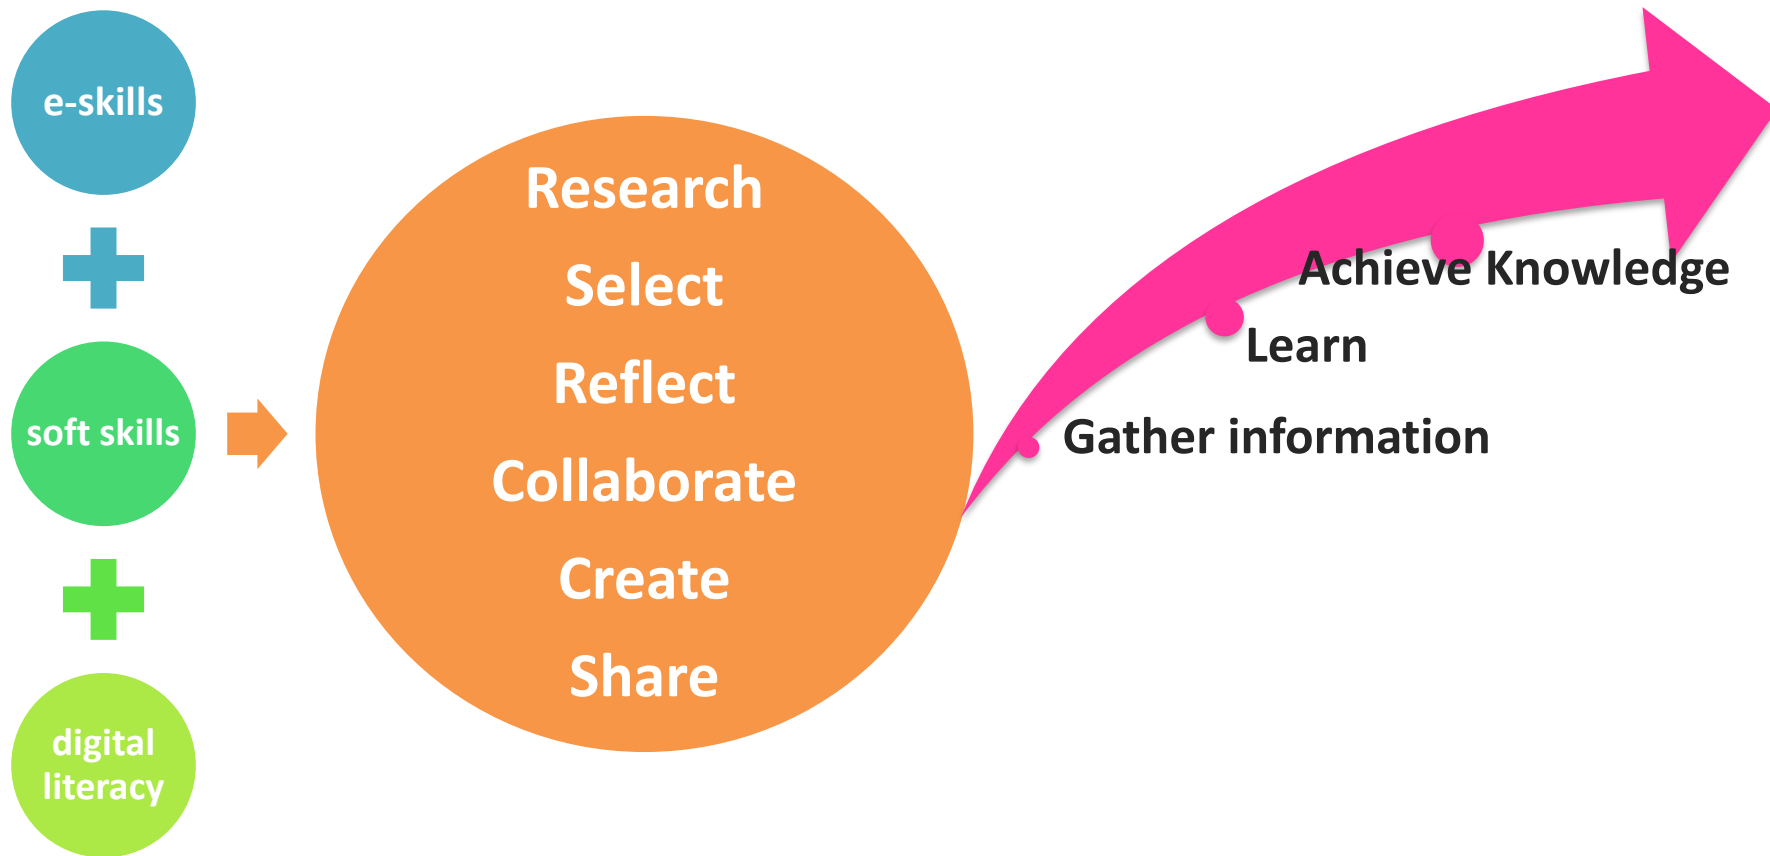 e-skills
soft skills
digital
literacy
Research
Select
Reflect
Collaborate
Create
Share
Achieve Knowledge
Learn
Gather information